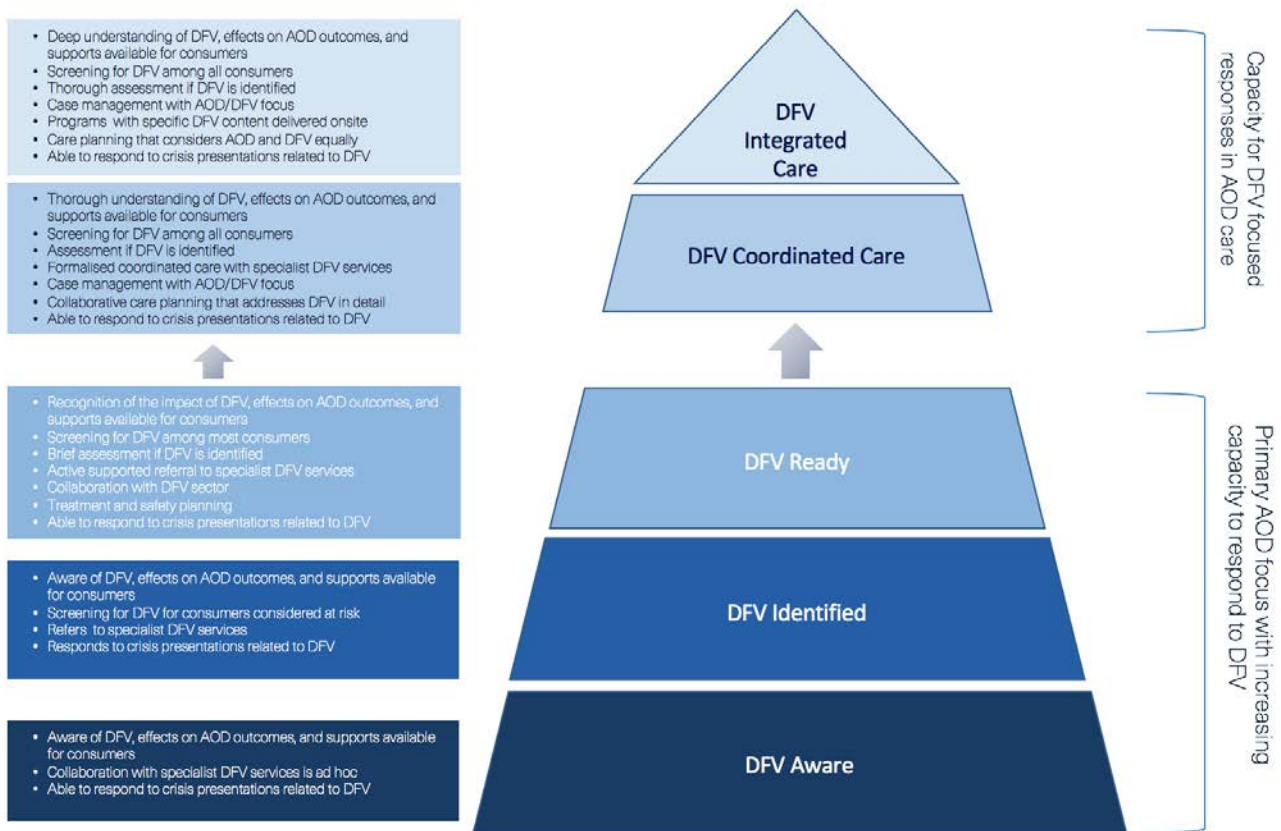 • Deep understanding of DFV, effects on AOD outcomes, and
supports available for consumers
• Screening for DFV among all consumers
• Thorough assessment if DFV is identified
• Case management with AOD/DFV focus
• Programs with specific DFV content delivered onsite
• Care planning that considers AOD and DFV equally
• Able to respond to crisis presentations related to DFV
DFV
Integrated
Care
• Thorough understanding of DFV, effects on AOD outcomes, and
supports available for consumers
• Screening for DFV among all consumers
• Assessment if DFV is identified
• Formalised coordinated care with specialist DFV services
• Case management with AOD/DFV focus
• Collaborative care planning that addresses DFV in detail
• Able to respond to crisis presentations related to DFV
DFV Coordinated Care
Capacity for DFV focused
responses in AOD care
• Recognition of the impact of DFV, effects on AOD outcomes, and
supports available for consumers
• Screening for DFV among most consumers
• Brief assessment if DFV is identified
• Active supported referral to specialist DFV services
• Collaboration with DFV sector
• Treatment and safety planning
• Able to respond to crisis presentations related to DFV
DFV Ready
• Aware of DFV, effects on AOD outcomes, and supports available
for consumers
• Screening for DFV for consumers considered at risk
• Refers to specialist DFV services
• Responds to crisis presentations related to DFV
DFV Identified
• Aware of DFV, effects on AOD outcomes, and supports available
for consumers
• Collaboration with specialist DFV services is ad hoc
• Able to respond to crisis presentations related to DFV
DFV Aware
Primary AOD focus with increasing
capacity to respond to DFV